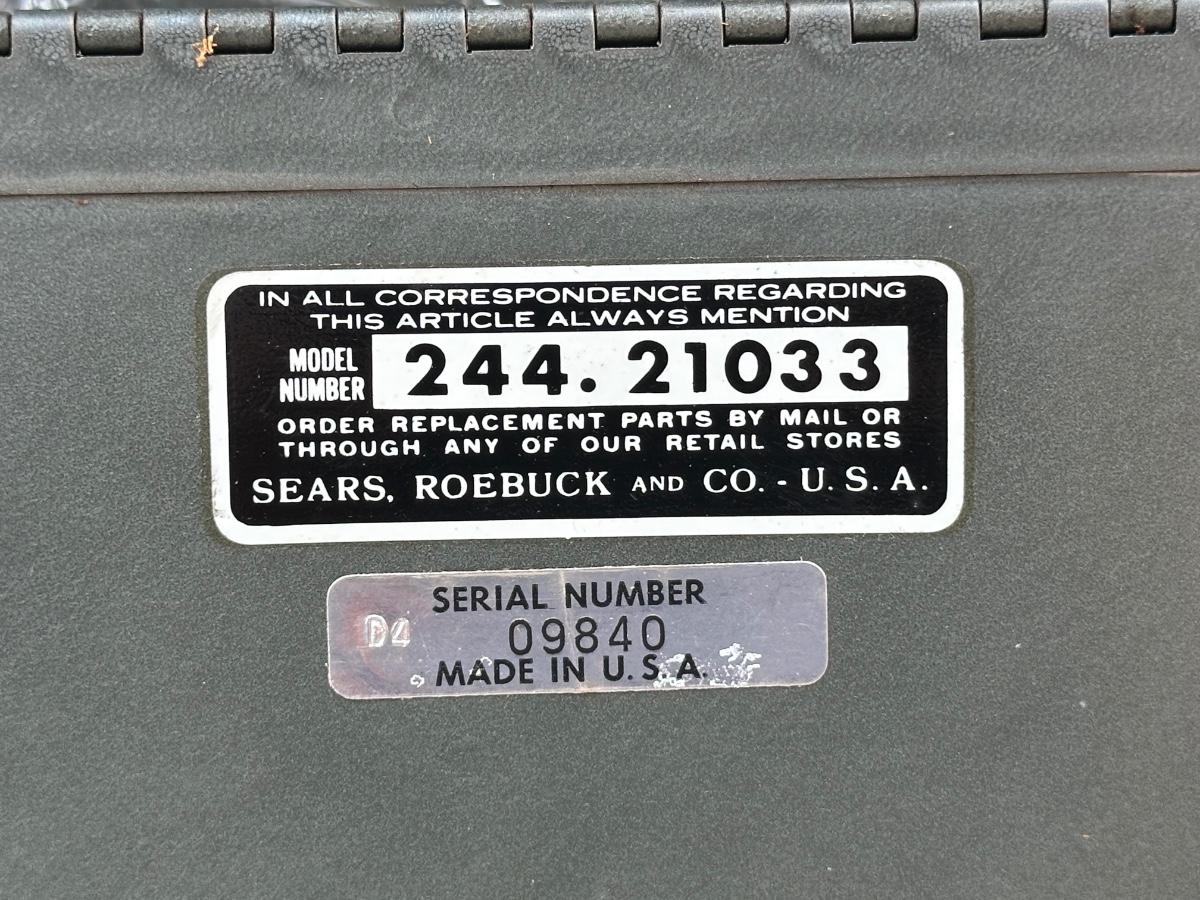 IN ALL CORRESPONDENCE REGARDING
THIS ARTICLE ALWAYS MENTION
MODEL
NUMBER
244. 21033
ORDER REPLACEMENT PARTS BY MAIL OR
THROUGH ANY OF OUR RETAIL STORES
SEARS, ROEBUCK AND CO. - U. S. A.
SERIAL NUMBER
D4
09840
MADE IN U. S. A.